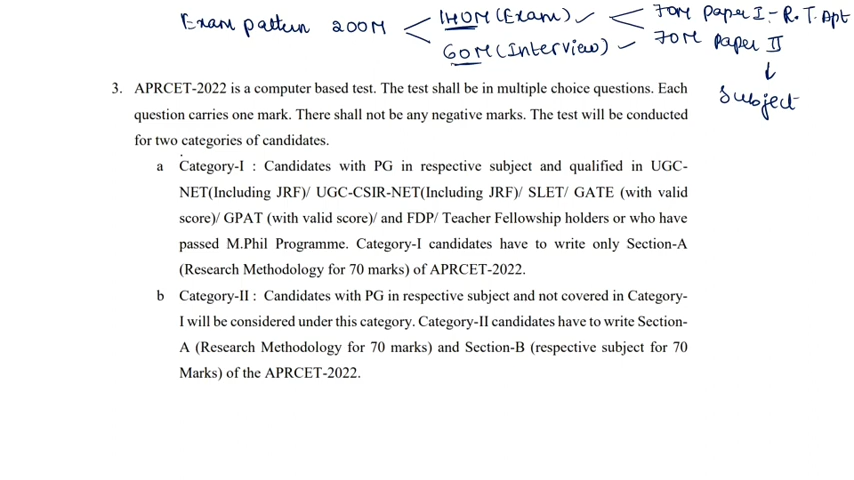 Exam pattern 200M
140M (Exam)
60M (Interview)
70M Paper I - R.T. Apt
70M Paper II
Subject
3. APRCET-2022 is a computer based test. The test shall be in multiple choice questions. Each
question carries one mark. There shall not be any negative marks. The test will be conducted
for two categories of candidates.
a Category-I : Candidates with PG in respective subject and qualified in UGC-
NET(Including JRF)/ UGC-CSIR-NET(Including JRF)/ SLET/ GATE (with valid
score)/ GPAT (with valid score)/ and FDP/ Teacher Fellowship holders or who have
passed M.Phil Programme. Category-I candidates have to write only Section-A
(Research Methodology for 70 marks) of APRCET-2022.
b Category-II : Candidates with PG in respective subject and not covered in Category-
I will be considered under this category. Category-II candidates have to write Section-
A (Research Methodology for 70 marks) and Section-B (respective subject for 70
Marks) of the APRCET-2022.